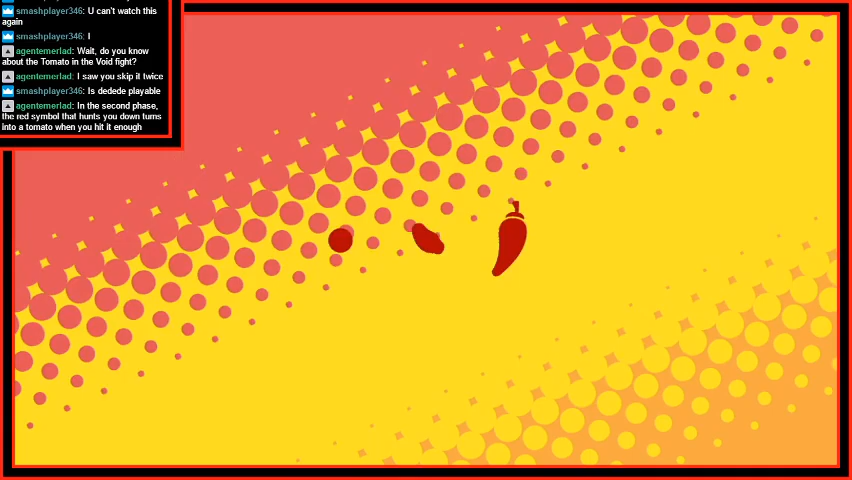 smashplayer346: U can't watch this
again
smashplayer346: I
agentemerlad: Wait, do you know
about the Tomato in the Void fight?
agentemerlad: I saw you skip it twice
smashplayer346: Is dedede playable
agentemerlad: In the second phase,
the red symbol that hunts you down turns
into a tomato when you hit it enough